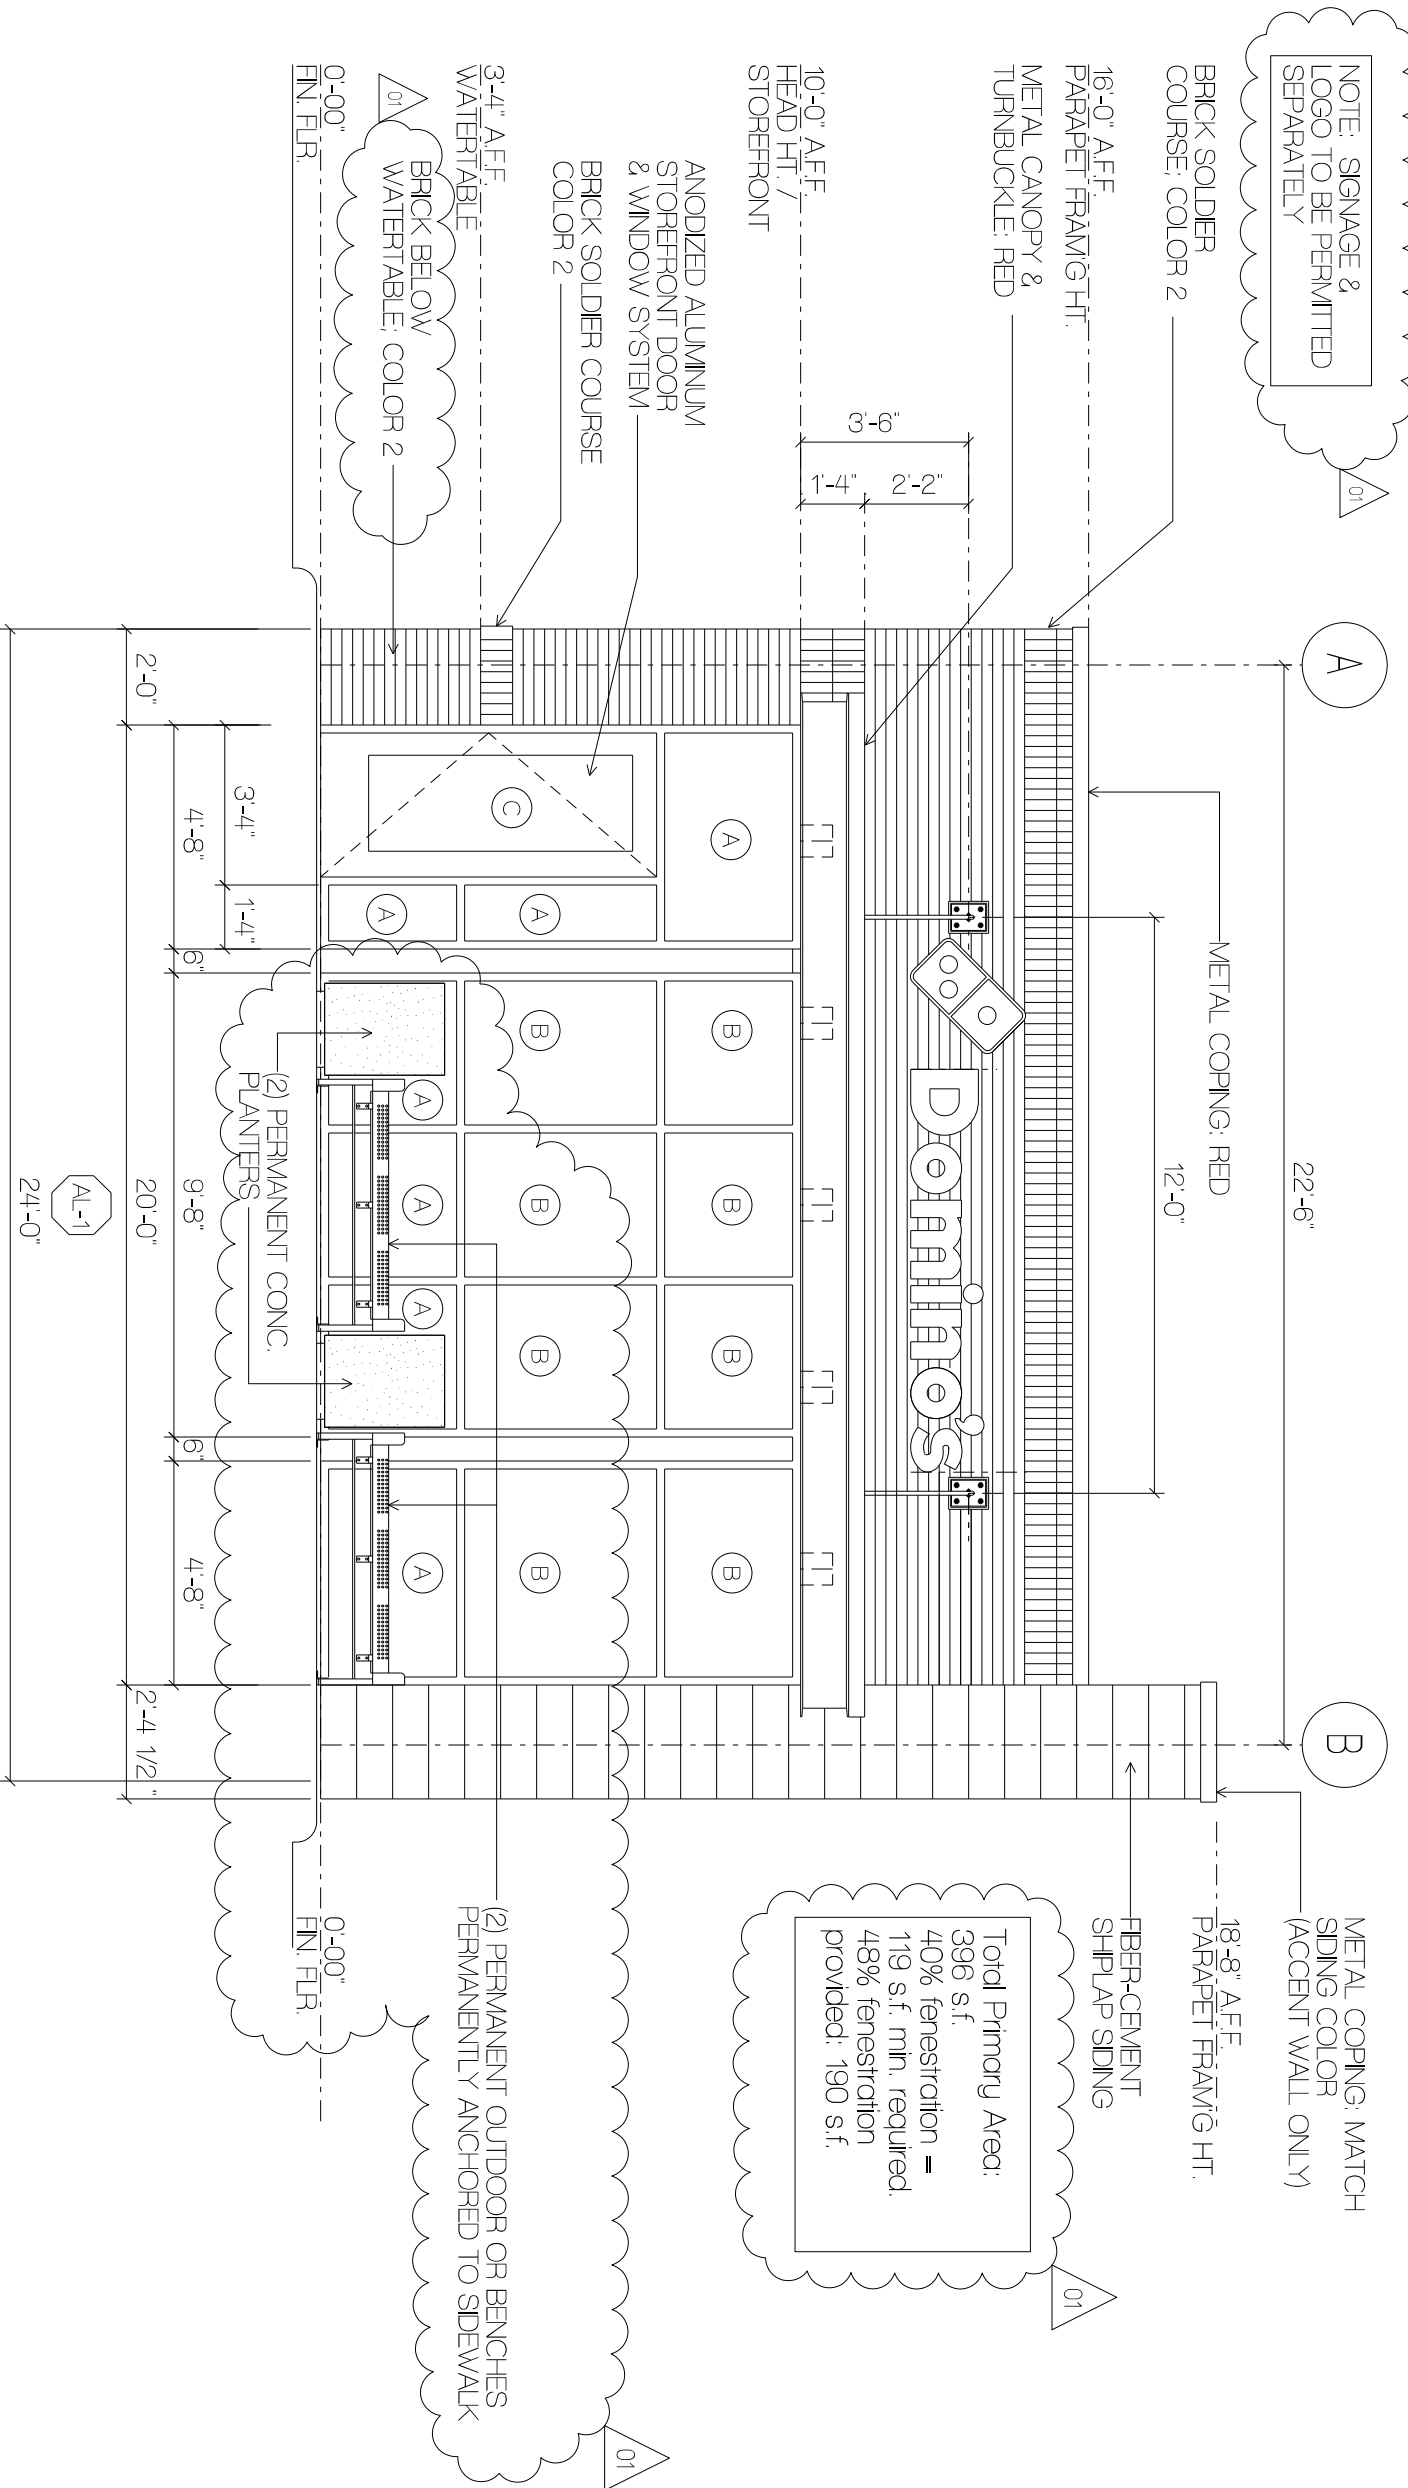 NOTE: SIGNAGE &
LOGO TO BE PERMITTED
SEPARATELY
01
BRICK SOLDIER
COURSE; COLOR 2
16'-0" A.F.F.
PARAPET FRAM'G HT.
METAL CANOPY &
TURNBUCKLE: RED
10'-0" A.F.F.
HEAD HT. /
STOREFRONT
ANODIZED ALUMINUM
STOREFRONT DOOR
& WINDOW SYSTEM
BRICK SOLDIER COURSE
COLOR 2
3'-4" A.F.F.
WATERTABLE
BRICK BELOW
WATERTABLE; COLOR 2
01
0'-00"
FIN. FLR.
3'-6"
2'-2"
1'-4"
A
B
22'-6"
METAL COPING: RED
12'-0"
Domino's
A
B
B
B
B
C
A
B
B
B
B
A
A
A
A
A
(2) PERMANENT CONC.
PLANTERS
3'-4"
1'-4"
4'-8"
6"
9'-8"
6"
4'-8"
2'-0"
20'-0"
2'-4 1/2 "
AL-1
24'-0"
METAL COPING: MATCH
SIDING COLOR
(ACCENT WALL ONLY)
18'-8" A.F.F.
PARAPET FRAM'G HT.
FIBER-CEMENT
SHIPLAP SIDING
Total Primary Area:
396 s.f.
40% fenestration =
119 s.f. min. required.
48% fenestration
provided: 190 s.f.
01
(2) PERMANENT OUTDOOR OR BENCHES
PERMANENTLY ANCHORED TO SIDEWALK
01
0'-00"
FIN. FLR.